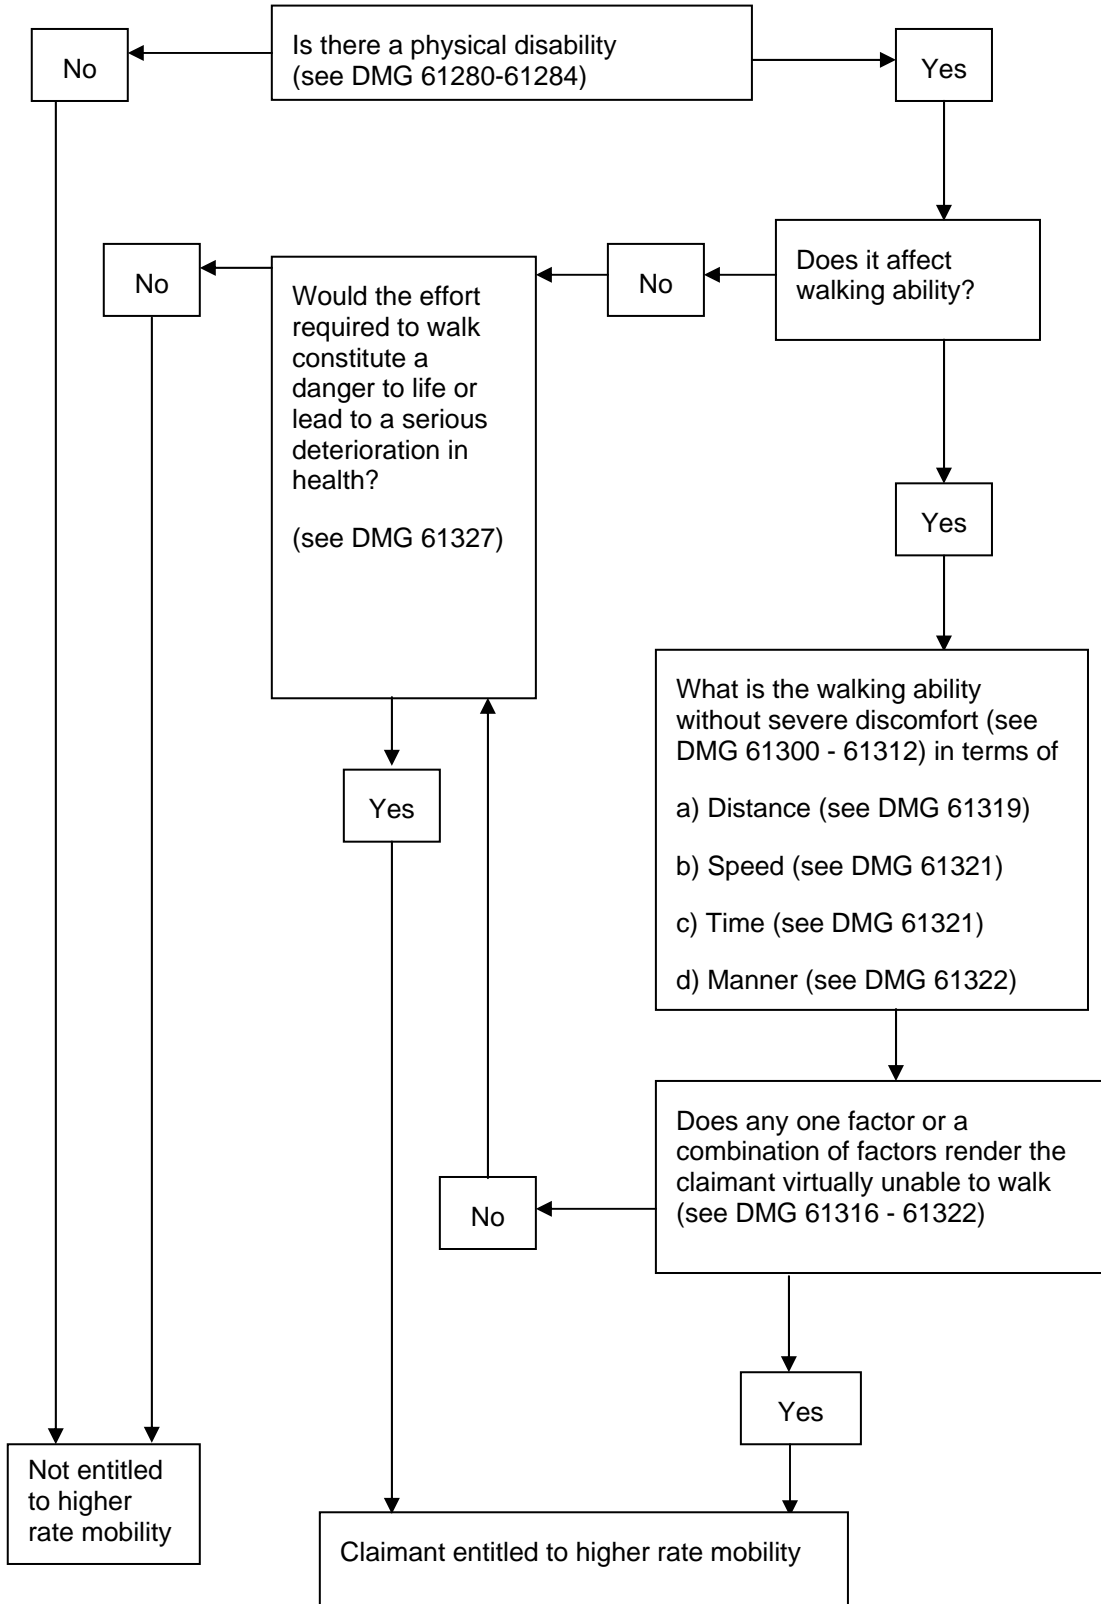 Is there a physical disability
(see DMG 61280-61284)
No
Yes
Does it affect
walking ability?
No
Would the effort
required to walk
constitute a
danger to life or
lead to a serious
deterioration in
health?
(see DMG 61327)
No
Yes
Yes
What is the walking ability
without severe discomfort (see
DMG 61300 - 61312) in terms of
a) Distance (see DMG 61319)
b) Speed (see DMG 61321)
c) Time (see DMG 61321)
d) Manner (see DMG 61322)
Does any one factor or a
combination of factors render the
claimant virtually unable to walk
(see DMG 61316 - 61322)
No
Yes
Not entitled
to higher
rate mobility
Claimant entitled to higher rate mobility